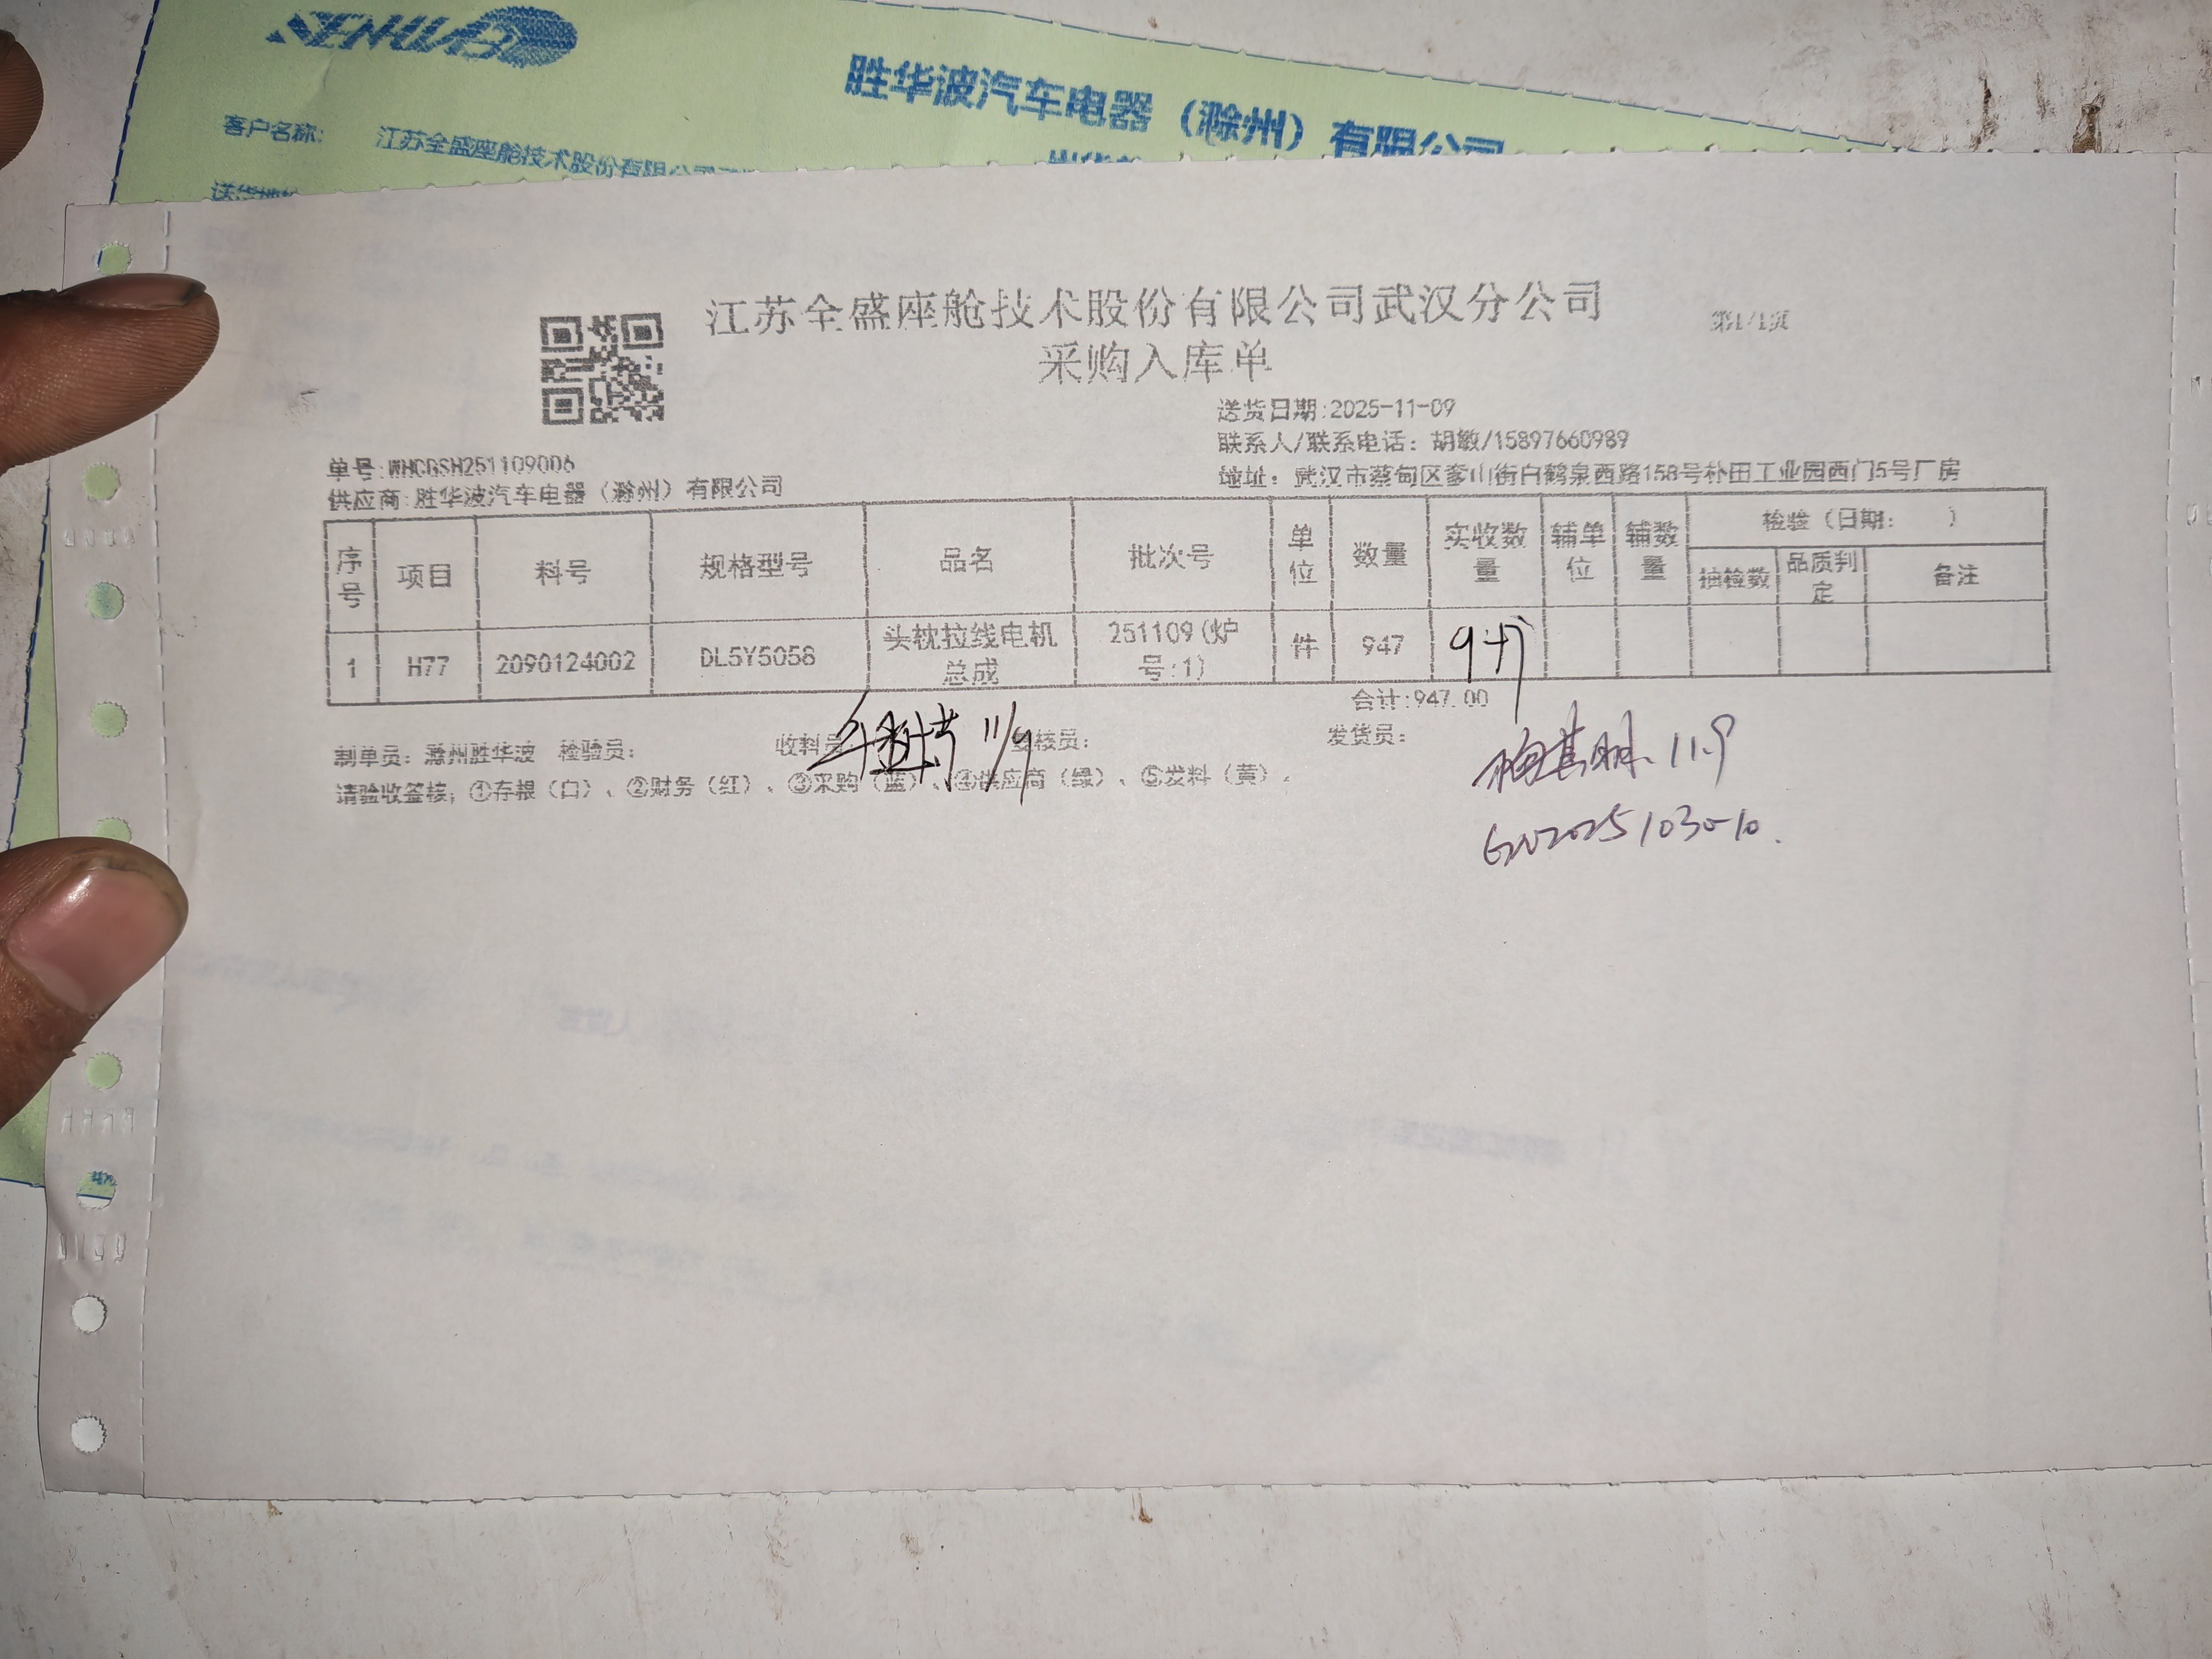 SENHWA
胜华波汽车电器（滁州）有限公司
客户名称: 江苏全盛座舱技术股份有限公司
江苏全盛座舱技术股份有限公司武汉分公司
第1/1页
采购入库单
送货日期:2025-11-09
联系人/联系电话: 胡敏/15897660989
单号:WHCGSH251109006
地址: 武汉市蔡甸区奓山街白鹤泉西路158号朴田工业园西门5号厂房
供应商:胜华波汽车电器（滁州）有限公司
序号 项目 料号 规格型号 品名 批次号 单位 数量 实收数量 辅单位 辅数量 检验（日期: ）
抽检数 品质判定 备注
1 H77 2090124002 DL5Y5058 头枕拉线电机总成 251109(炉号:1) 件 947 947
合计:947.00
制单员: 滁州胜华波 检验员: 收料员: 11/9 复核员: 发货员:
11.9
请验收签核; ①存根（白）、②财务（红）、③采购（蓝）、④供应商（绿）、⑤发料（黄）.